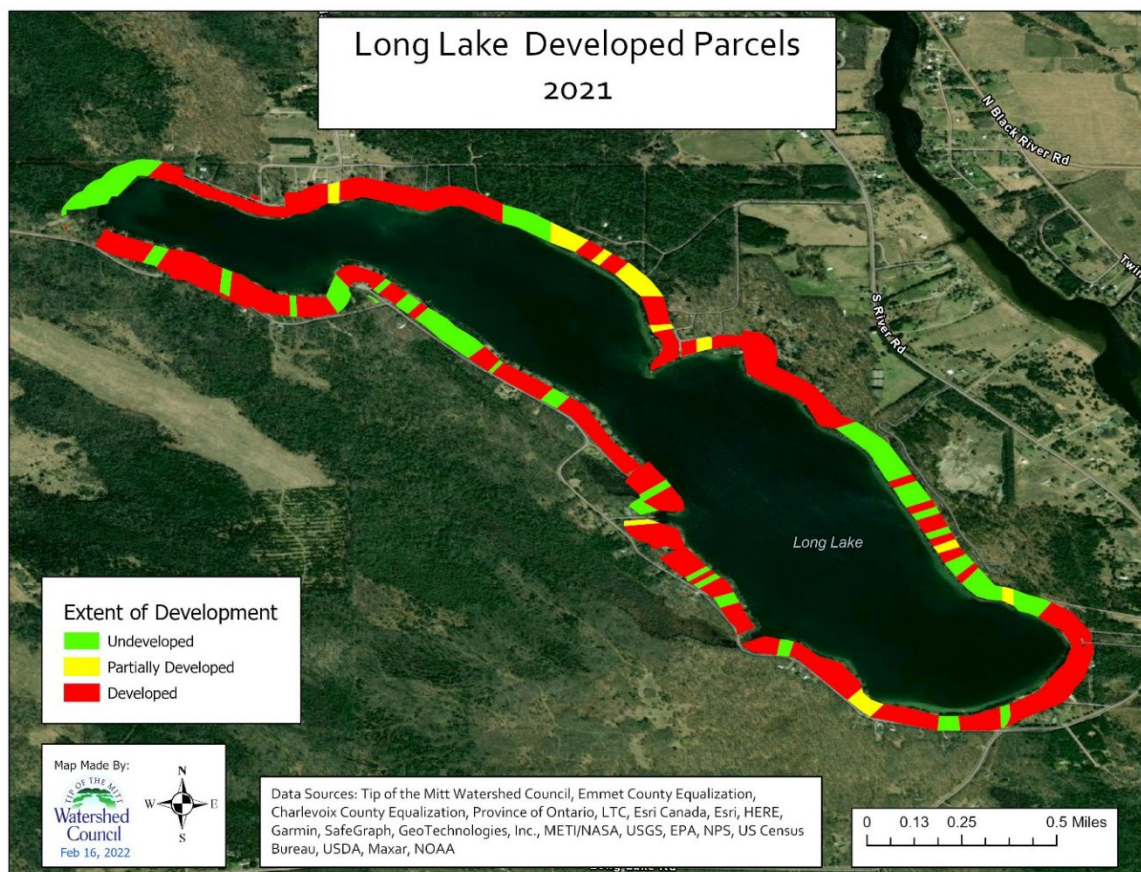 Long Lake Developed Parcels
2021
N Black River Rd
Twin
S River Rd
Long Lake
Extent of Development
Undeveloped
Partially Developed
Developed
Map Made By:
TIP OF THE MITT
Watershed
Council
Feb 16, 2022
N
W E
S
Data Sources: Tip of the Mitt Watershed Council, Emmet County Equalization,
Charlevoix County Equalization, Province of Ontario, LTC, Esri Canada, Esri, HERE,
Garmin, SafeGraph, GeoTechnologies, Inc., METI/NASA, USGS, EPA, NPS, US Census
Bureau, USDA, Maxar, NOAA
0 0.13 0.25 0.5 Miles
Long Lake Rd